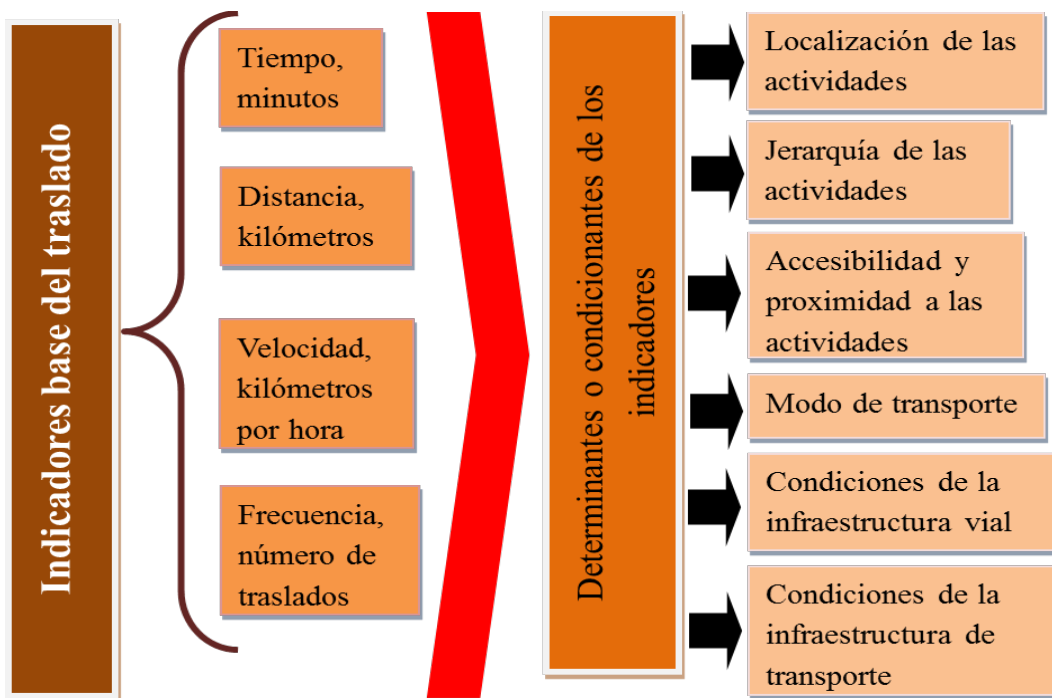 Indicadores base del traslado
Tiempo,
minutos
Distancia,
kilómetros
Velocidad,
kilómetros
por hora
Frecuencia,
número de
traslados
Determinantes o condicionantes de los
indicadores
Localización de las
actividades
Jerarquía de las
actividades
Accesibilidad y
proximidad a las
actividades
Modo de transporte
Condiciones de la
infraestructura vial
Condiciones de la
infraestructura de
transporte